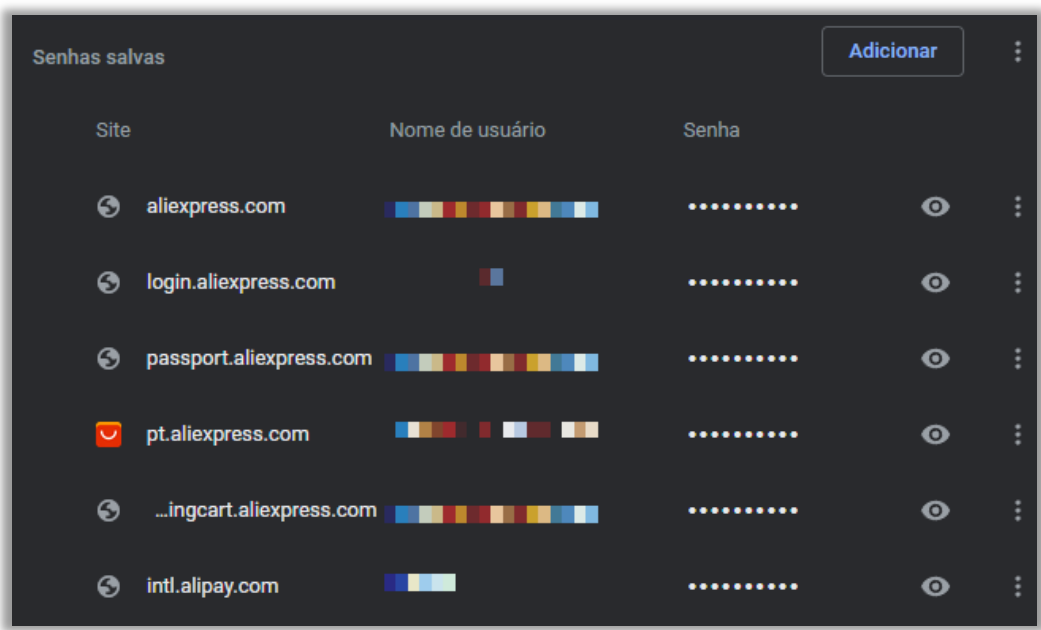 Senhas salvas Adicionar
Site Nome de usuário Senha
aliexpress.com ••••••••••
login.aliexpress.com ••••••••••
passport.aliexpress.com ••••••••••
pt.aliexpress.com ••••••••••
...ingcart.aliexpress.com ••••••••••
intl.alipay.com ••••••••••